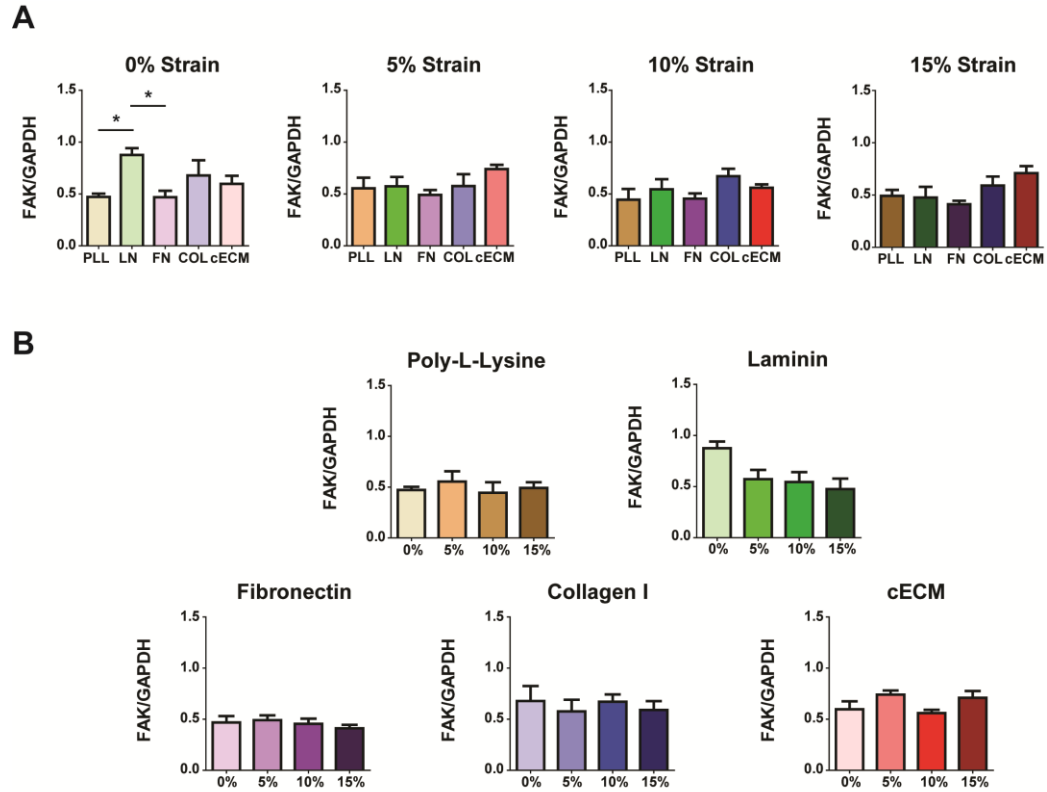 A
0% Strain
5% Strain
10% Strain
15% Strain
* *
FAK/GAPDH
1.5
1.0
0.5
0.0
PLL LN FN COL cECM
FAK/GAPDH
1.5
1.0
0.5
0.0
PLL LN FN COL cECM
FAK/GAPDH
1.5
1.0
0.5
0.0
PLL LN FN COL cECM
FAK/GAPDH
1.5
1.0
0.5
0.0
PLL LN FN COL cECM
B
Poly-L-Lysine
FAK/GAPDH
1.5
1.0
0.5
0.0
0% 5% 10% 15%
Laminin
FAK/GAPDH
1.5
1.0
0.5
0.0
0% 5% 10% 15%
Fibronectin
FAK/GAPDH
1.5
1.0
0.5
0.0
0% 5% 10% 15%
Collagen I
FAK/GAPDH
1.5
1.0
0.5
0.0
0% 5% 10% 15%
cECM
FAK/GAPDH
1.5
1.0
0.5
0.0
0% 5% 10% 15%